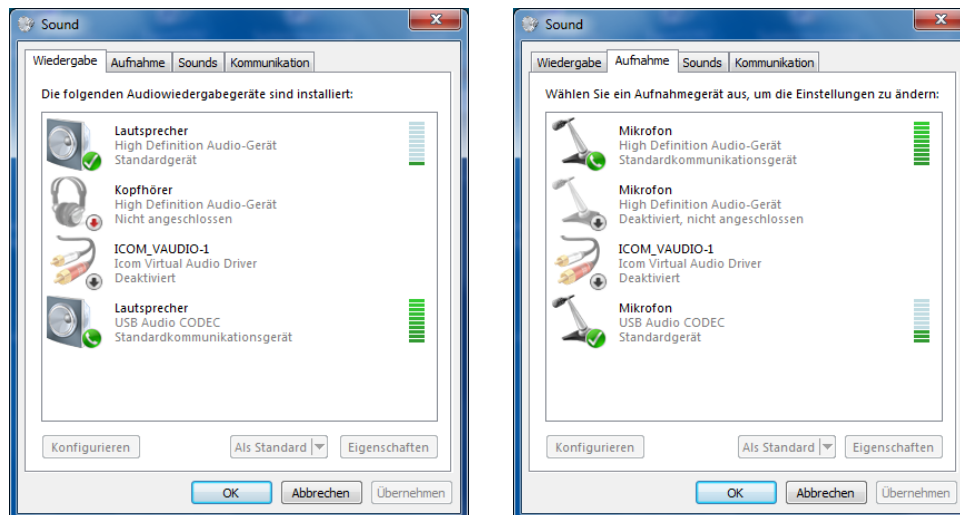 Sound
Wiedergabe Aufnahme Sounds Kommunikation
Die folgenden Audiowiedergabegeräte sind installiert:
Lautsprecher
High Definition Audio-Gerät
Standardgerät
Kopfhörer
High Definition Audio-Gerät
Nicht angeschlossen
ICOM_VAUDIO-1
Icom Virtual Audio Driver
Deaktiviert
Lautsprecher
USB Audio CODEC
Standardkommunikationsgerät
Konfigurieren Als Standard Eigenschaften
OK Abbrechen Übernehmen
Sound
Wiedergabe Aufnahme Sounds Kommunikation
Wählen Sie ein Aufnahmegerät aus, um die Einstellungen zu ändern:
Mikrofon
High Definition Audio-Gerät
Standardkommunikationsgerät
Mikrofon
High Definition Audio-Gerät
Deaktiviert, nicht angeschlossen
ICOM_VAUDIO-1
Icom Virtual Audio Driver
Deaktiviert
Mikrofon
USB Audio CODEC
Standardgerät
Konfigurieren Als Standard Eigenschaften
OK Abbrechen Übernehmen